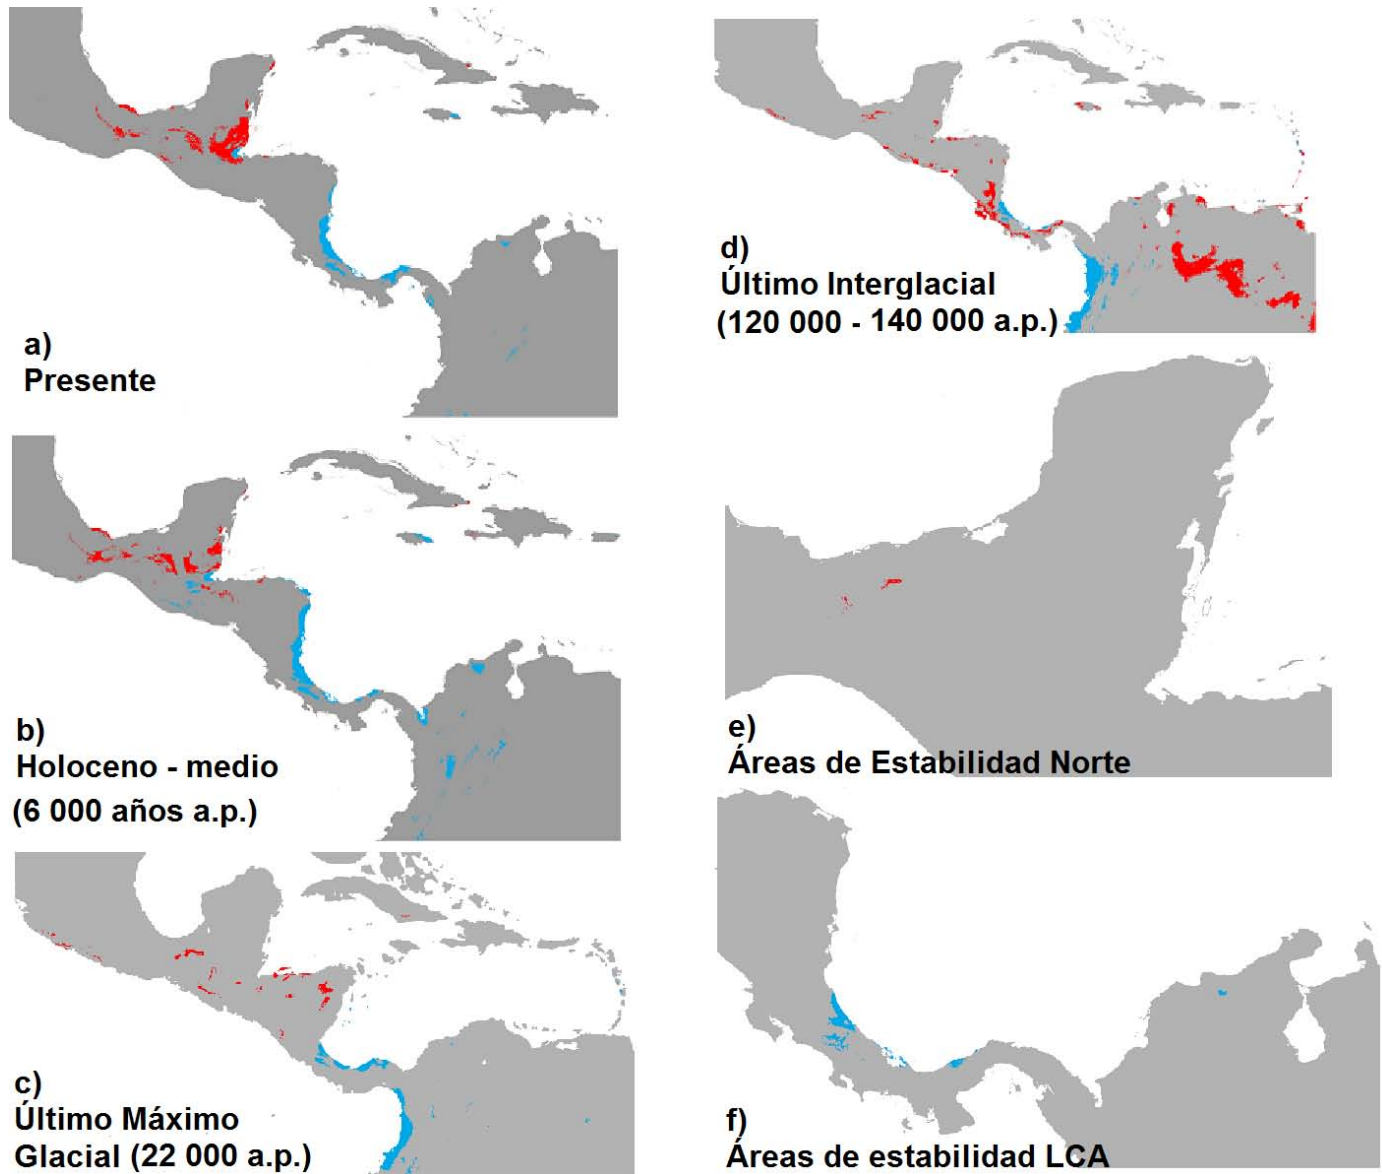 a)
Presente
b)
Holoceno - medio
(6 000 años a.p.)
c)
Último Máximo
Glacial (22 000 a.p.)
d)
Último Interglacial
(120 000 - 140 000 a.p.)
e)
Áreas de Estabilidad Norte
f)
Áreas de estabilidad LCA